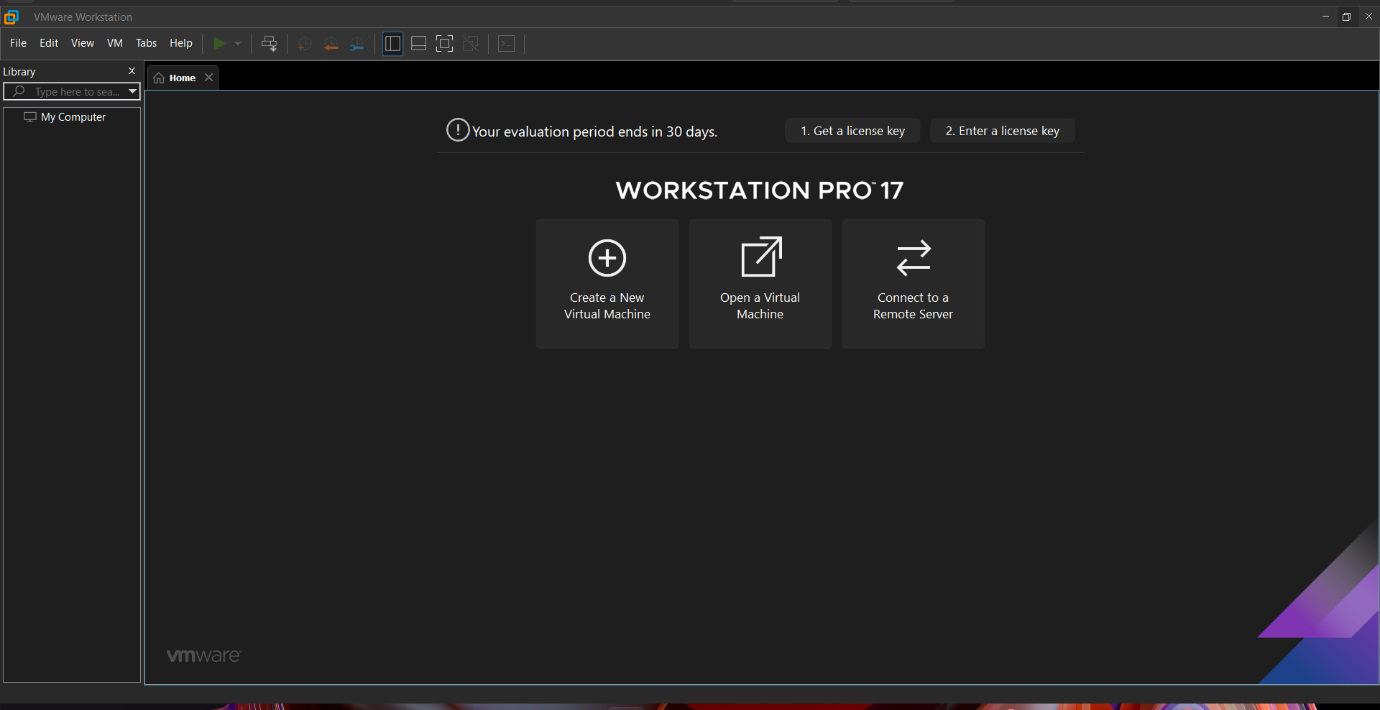 VMware Workstation
File Edit View VM Tabs Help
Library
Type here to sea...
My Computer
Home
Your evaluation period ends in 30 days.
1. Get a license key
2. Enter a license key
WORKSTATION PRO™ 17
Create a New
Virtual Machine
Open a Virtual
Machine
Connect to a
Remote Server
vmware®